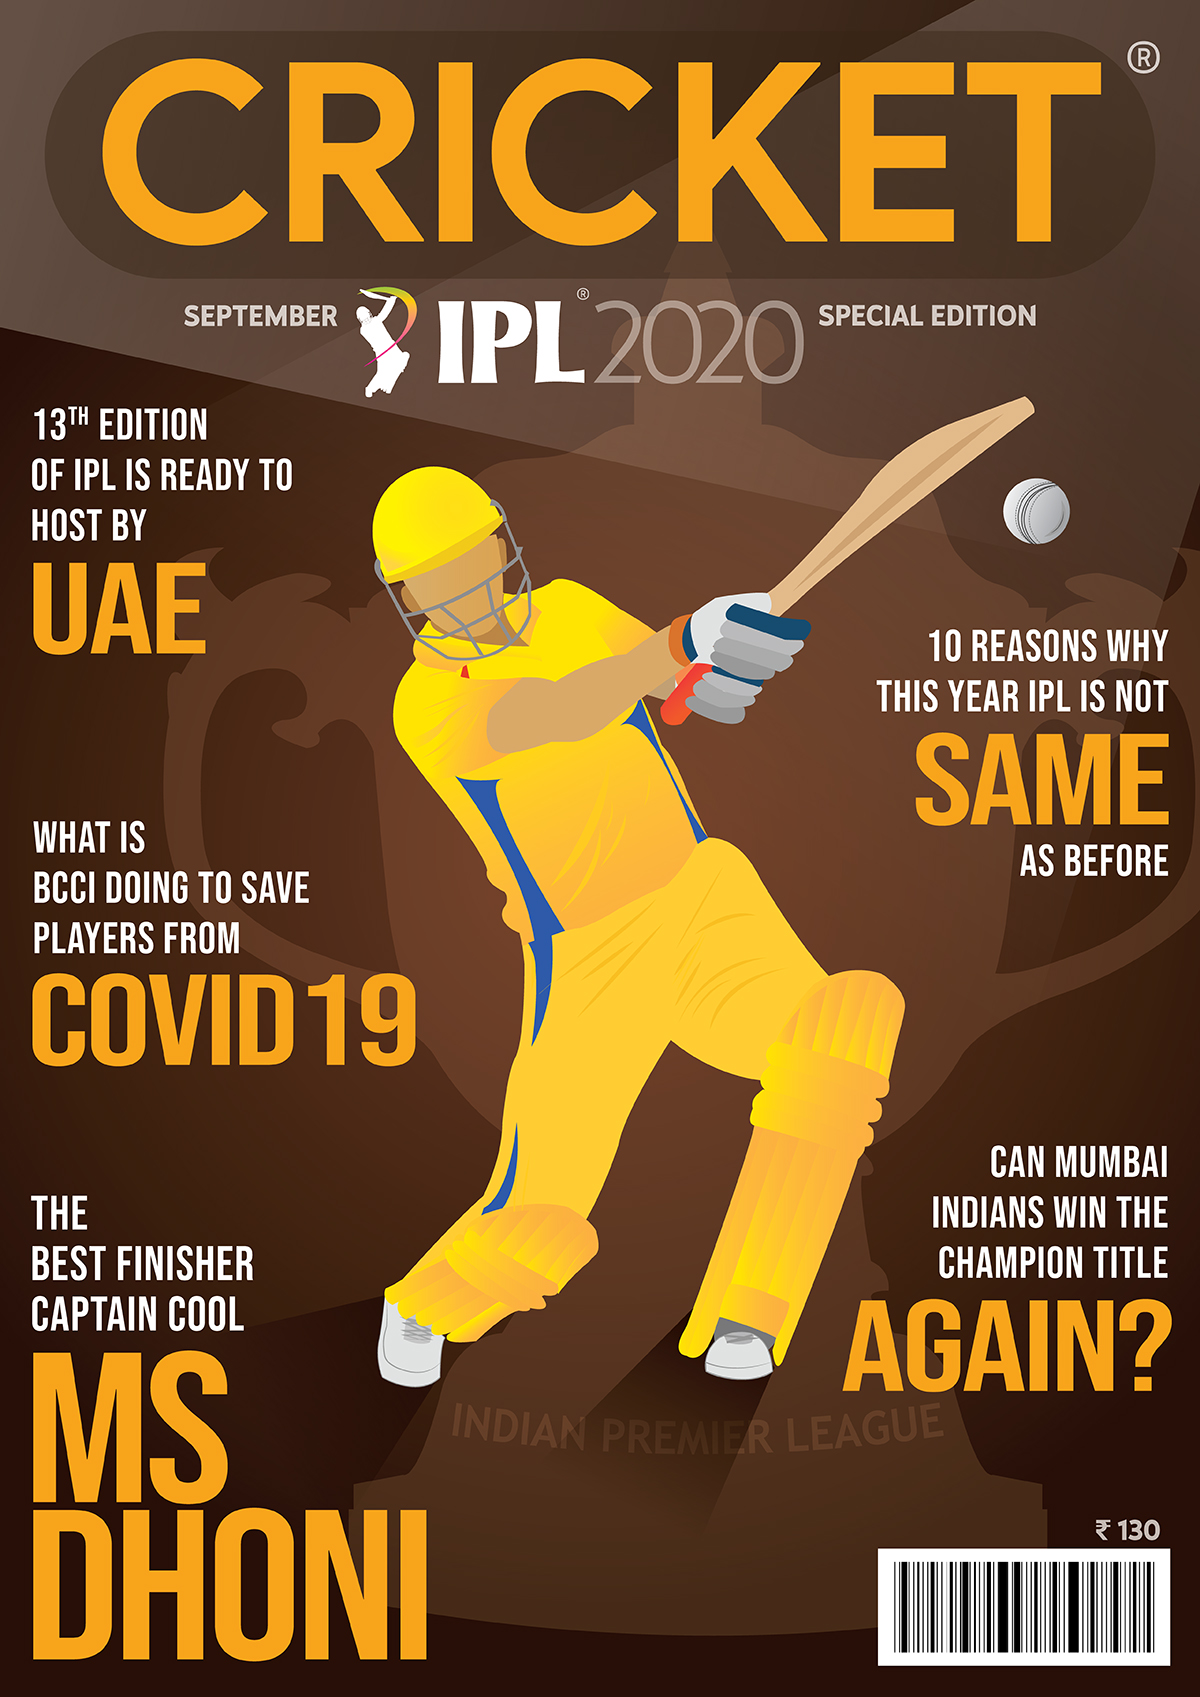 CRICKET ®
SEPTEMBER IPL® 2020 SPECIAL EDITION
13TH EDITION
OF IPL IS READY TO
HOST BY
UAE
10 REASONS WHY
THIS YEAR IPL IS NOT
SAME
AS BEFORE
WHAT IS
BCCI DOING TO SAVE
PLAYERS FROM
COVID19
CAN MUMBAI
INDIANS WIN THE
CHAMPION TITLE
AGAIN?
THE
BEST FINISHER
CAPTAIN COOL
MS
DHONI
INDIAN PREMIER LEAGUE
₹ 130